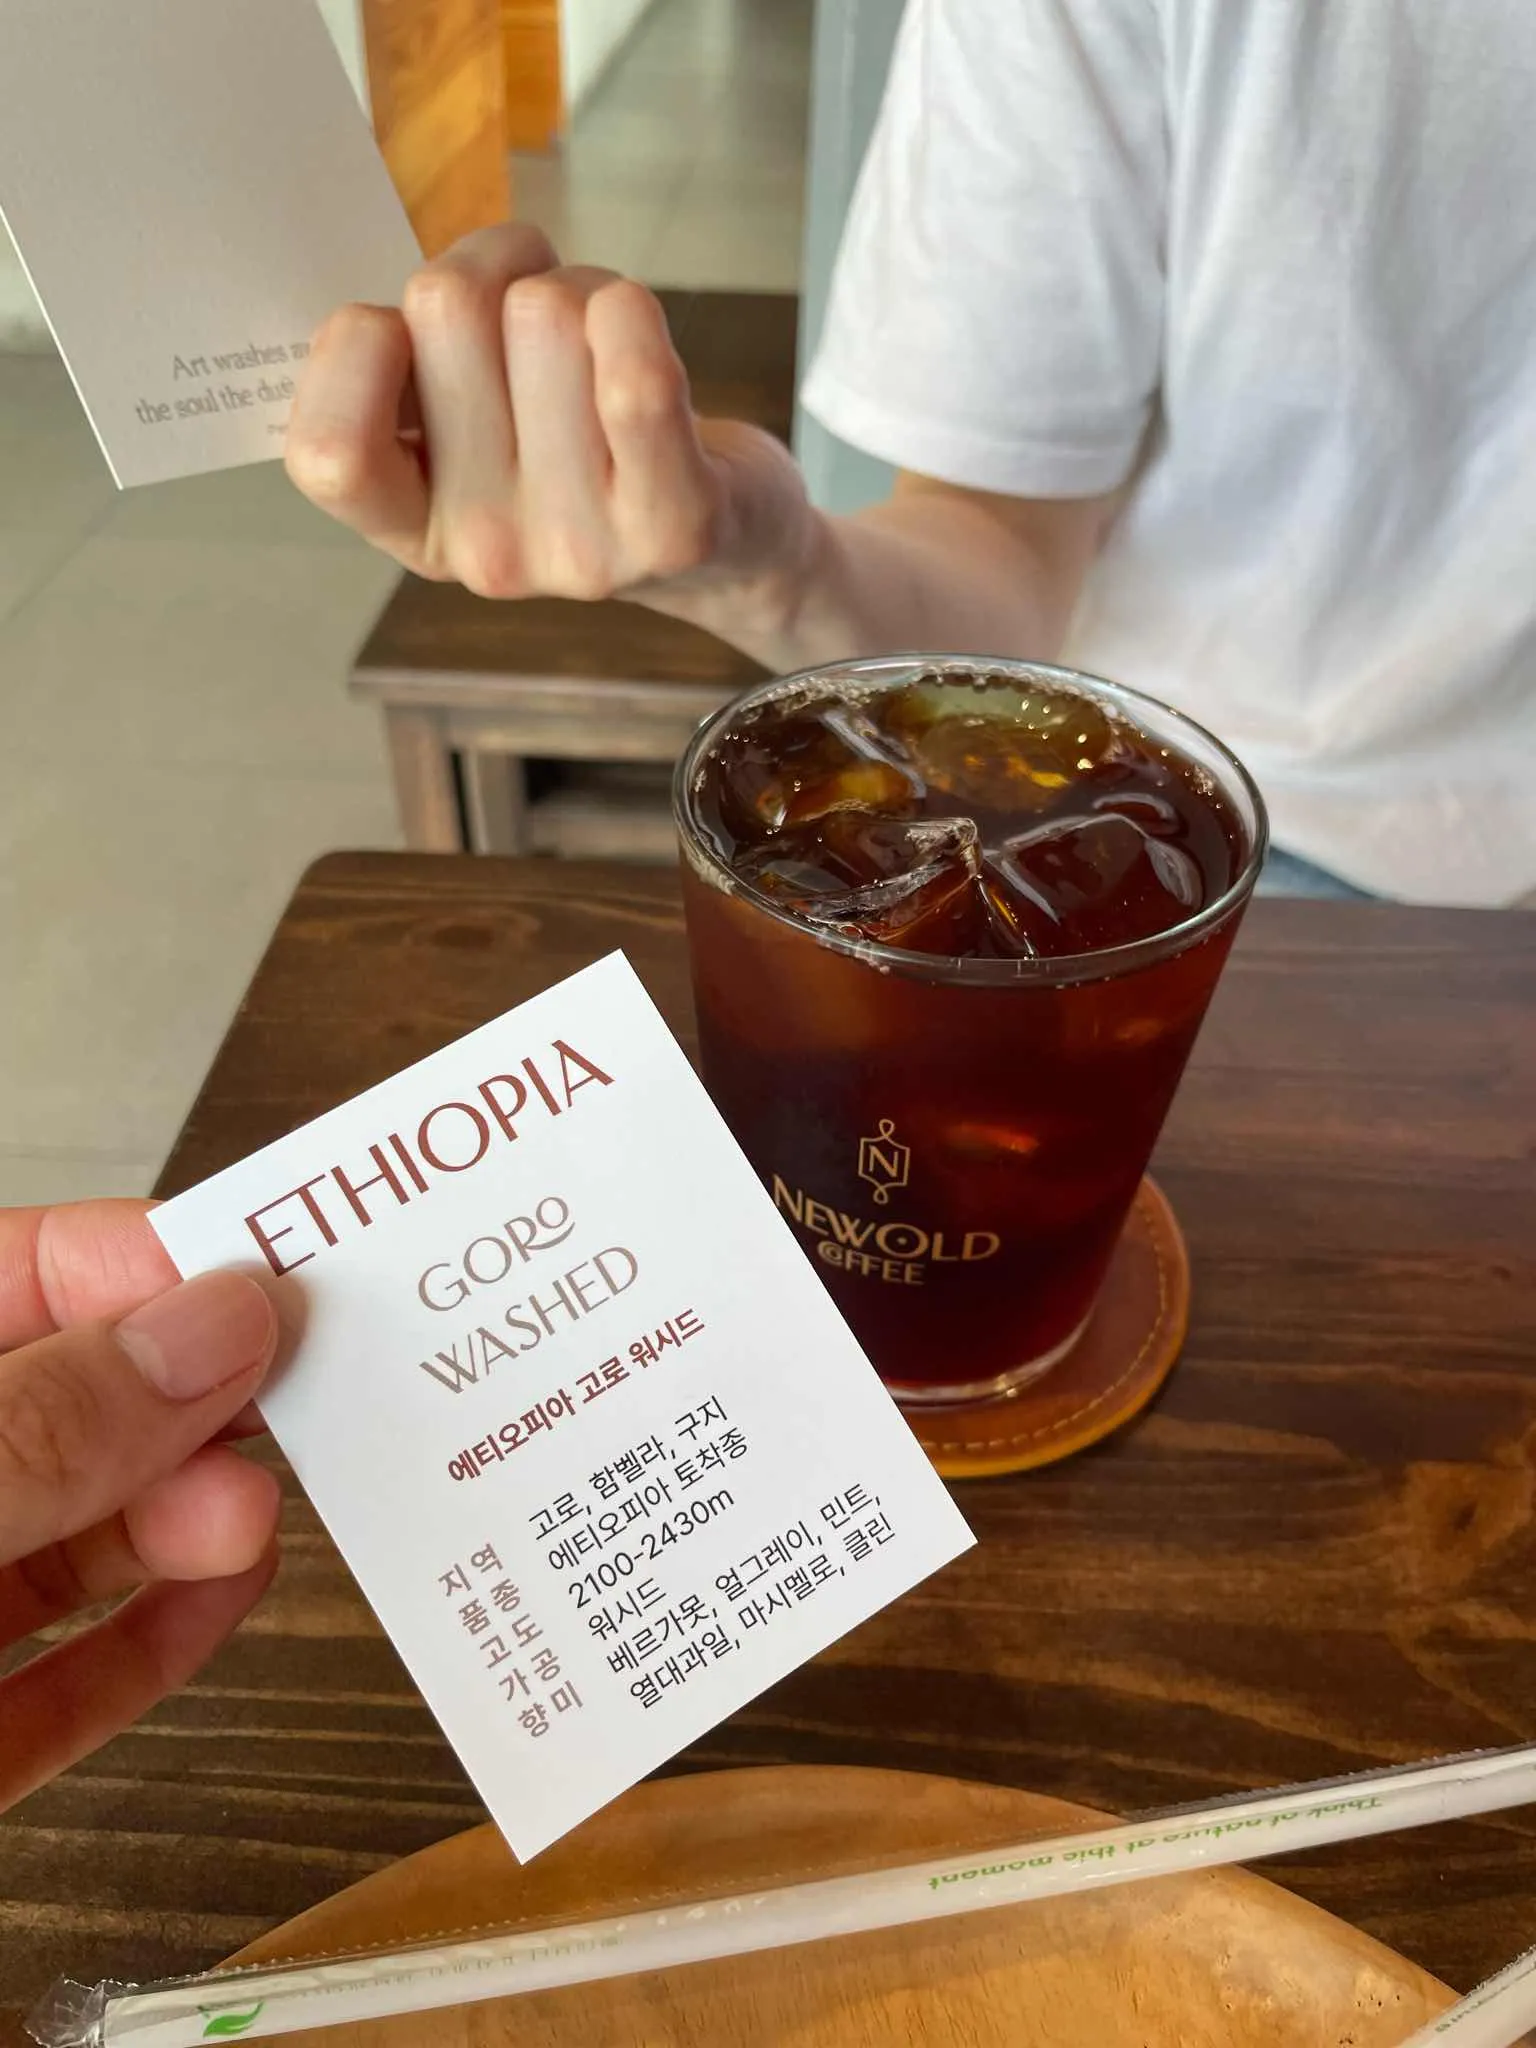 Art washes
the soul the dust
ETHIOPIA
GORO
WASHED
에티오피아 고로 워시드
지역 고로, 함벨라, 구지
품종 에티오피아 토착종
고도 2100-2430m
가공 워시드
향미 베르가못, 얼그레이, 민트,
열대과일, 마시멜로, 클린
N
NEWOLD
COFFEE
Think of nature at this moment